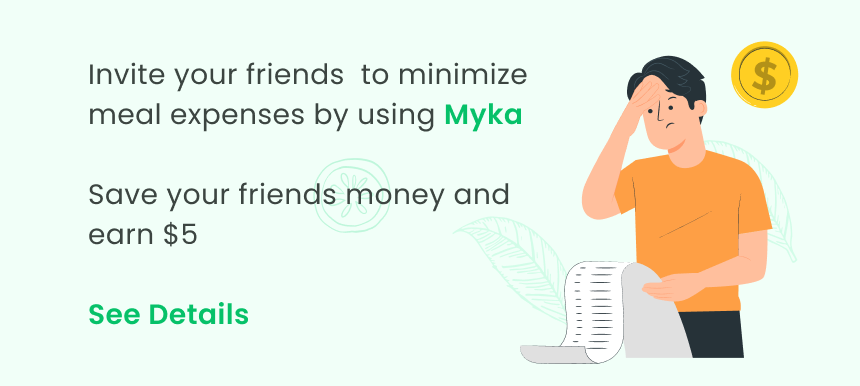 Invite your friends  to minimize
meal expenses by using Myka
Save your friends money and
earn $5
See Details
$